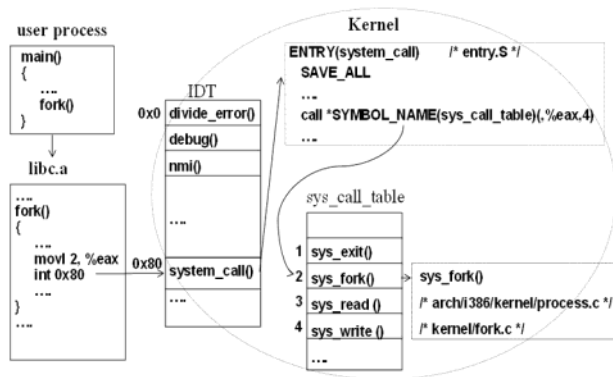 user process
main()
{
....
fork()
}
libc.a
....
fork()
{
....
movl 2, %eax
int 0x80
....
}
....
IDT
0x0
divide_error()
debug()
nmi()
....
0x80
system_call()
....
Kernel
ENTRY(system_call) /* entry.S */
SAVE_ALL
....
call *SYMBOL_NAME(sys_call_table)(,%eax,4)
....
sys_call_table
1 sys_exit()
2 sys_fork()
3 sys_read ()
4 sys_write ()
....
sys_fork()
/* arch/i386/kernel/process.c */
/* kernel/fork.c */